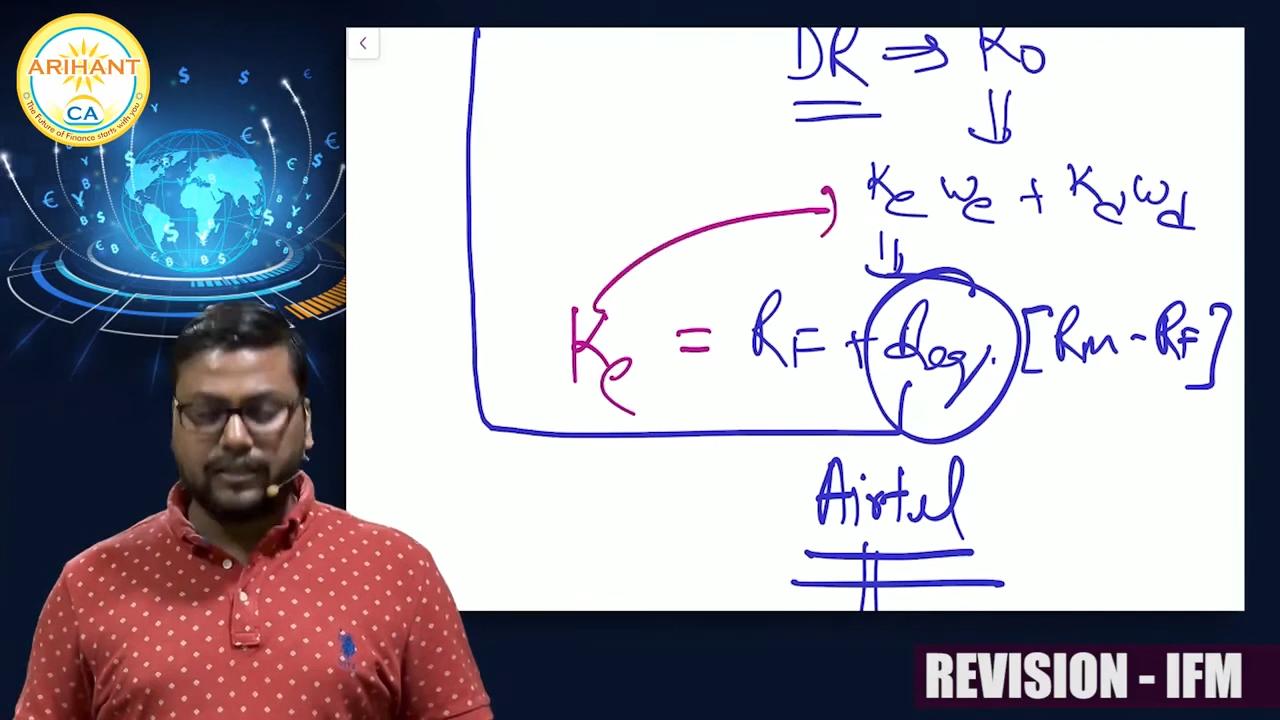 ARIHANT
CA
The Future of Finance starts with you
DR ⇒ Ko
Ke We + Kd Wd
Ke = RF + βeq. [RM - RF]
Airtel
REVISION - IFM